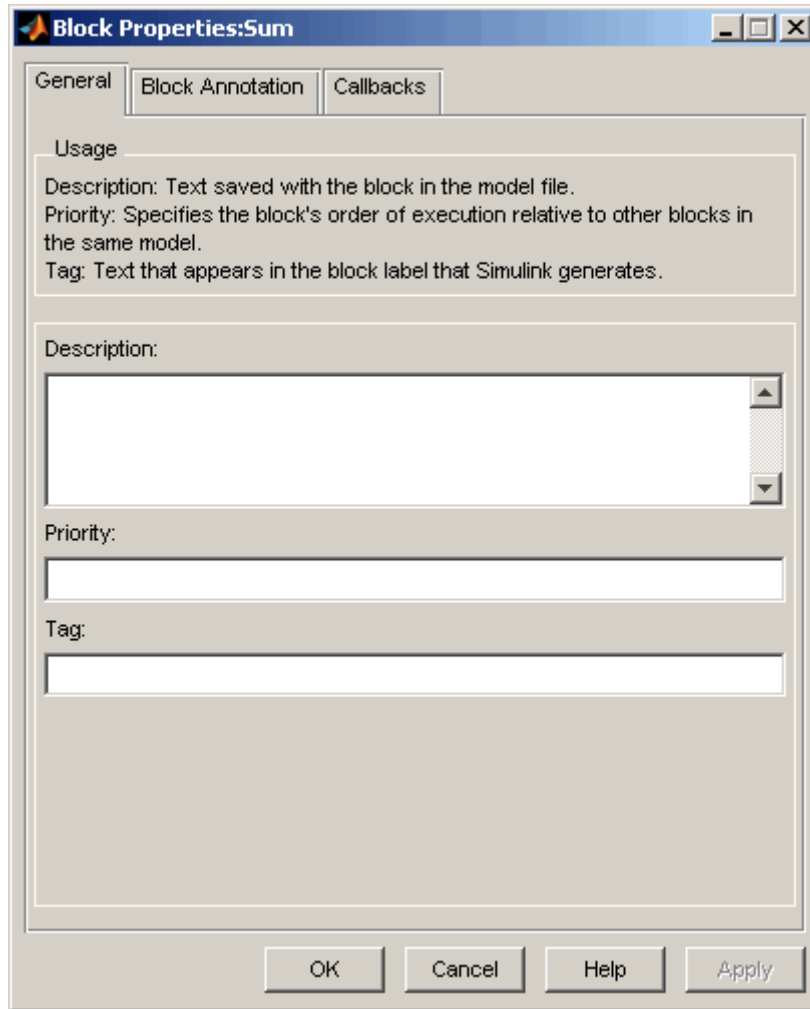 Block Properties:Sum
General Block Annotation Callbacks
Usage
Description: Text saved with the block in the model file.
Priority: Specifies the block's order of execution relative to other blocks in
the same model.
Tag: Text that appears in the block label that Simulink generates.
Description:
Priority:
Tag:
OK Cancel Help Apply